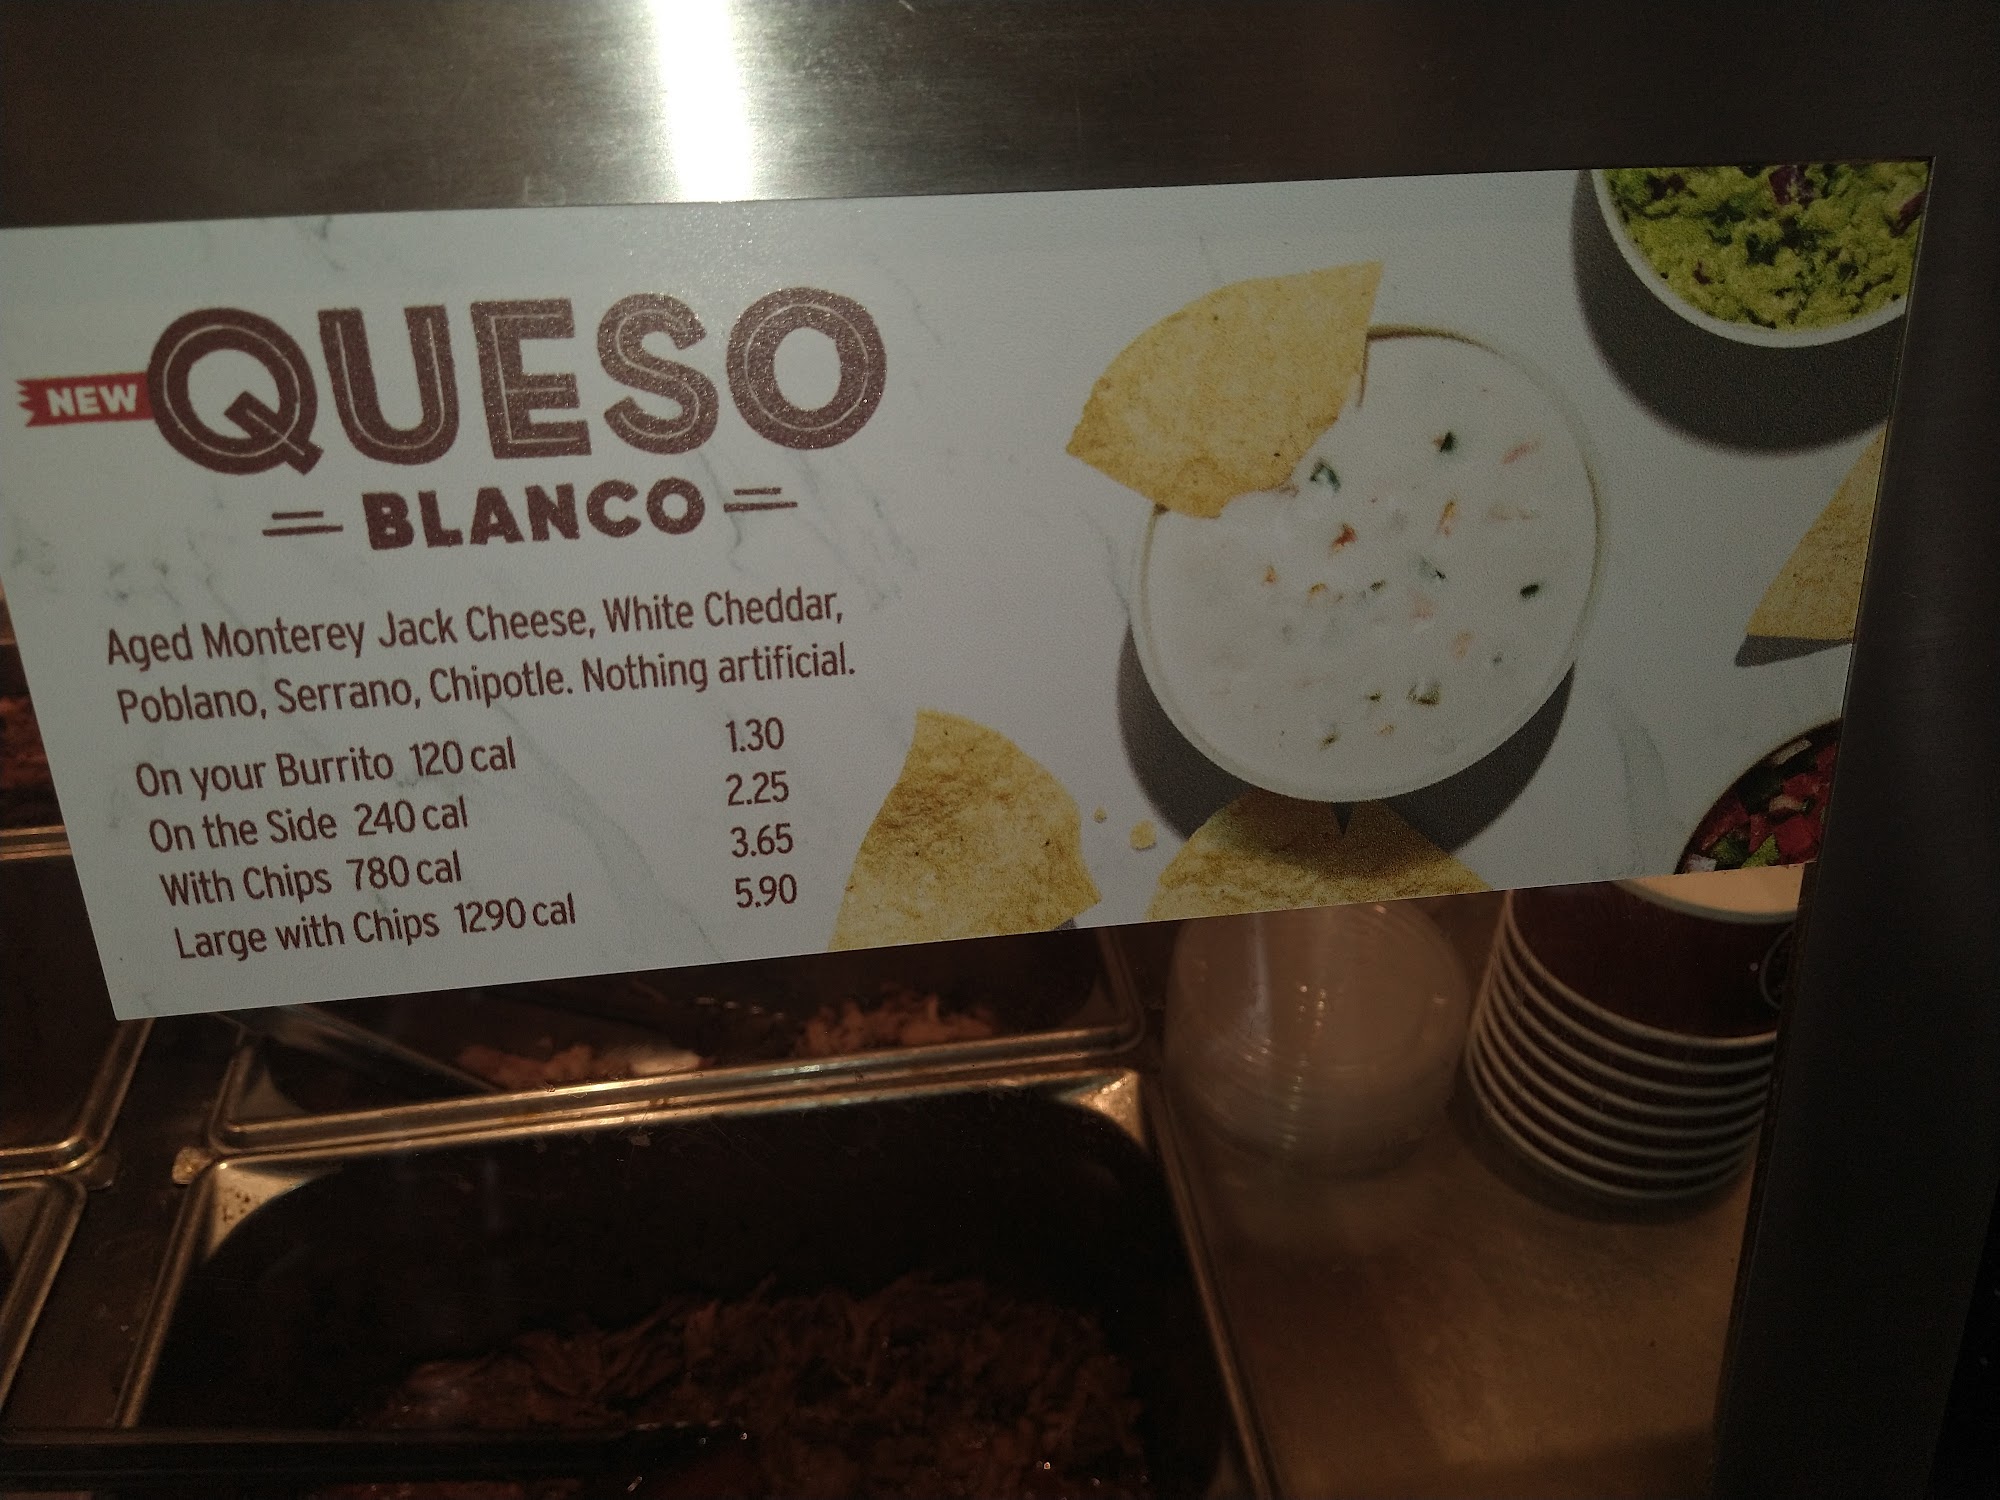 NEW QUESO
BLANCO
Aged Monterey Jack Cheese, White Cheddar,
Poblano, Serrano, Chipotle. Nothing artificial.
On your Burrito 120 cal 1.30
On the Side 240 cal 2.25
With Chips 780 cal 3.65
Large with Chips 1290 cal 5.90